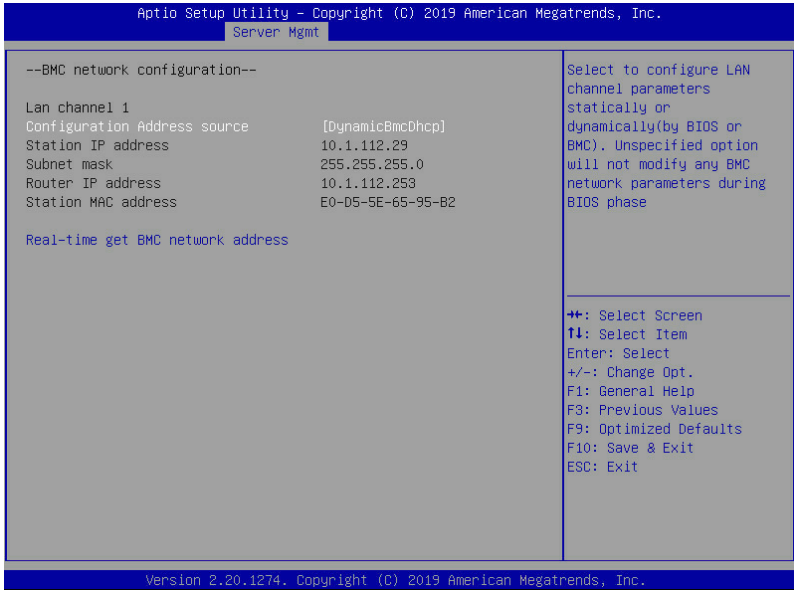 Aptio Setup Utility – Copyright (C) 2019 American Megatrends, Inc.
Server Mgmt
--BMC network configuration--
Lan channel 1
Configuration Address source [DynamicBmcDhcp]
Station IP address 10.1.112.29
Subnet mask 255.255.255.0
Router IP address 10.1.112.253
Station MAC address E0-D5-5E-65-95-B2
Real-time get BMC network address
Select to configure LAN
channel parameters
statically or
dynamically(by BIOS or
BMC). Unspecified option
will not modify any BMC
network parameters during
BIOS phase
→←: Select Screen
↑↓: Select Item
Enter: Select
+/-: Change Opt.
F1: General Help
F3: Previous Values
F9: Optimized Defaults
F10: Save & Exit
ESC: Exit
Version 2.20.1274. Copyright (C) 2019 American Megatrends, Inc.